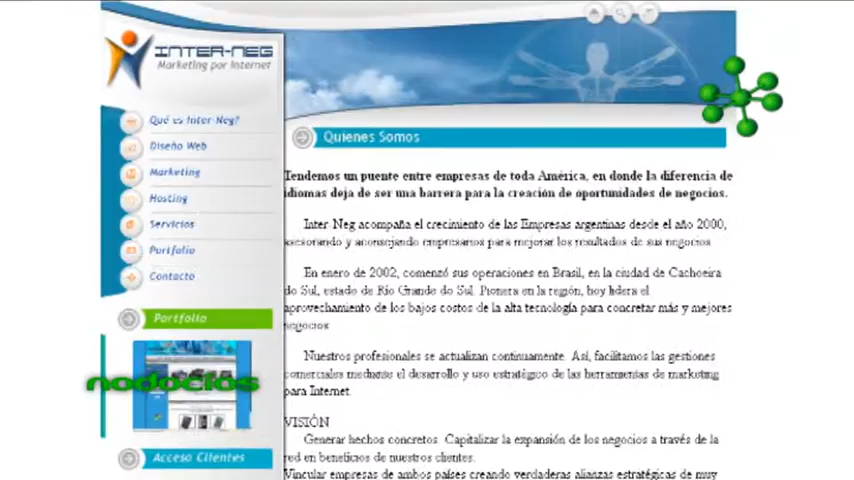 INTER-NEG
Marketing por Internet
Qué es Inter-Neg?
Diseño Web
Marketing
Hosting
Servicios
Portfolio
Contacto
Portfolio
nodocios
Acceso Clientes
Quienes Somos
Tendemos un puente entre empresas de toda América, en donde la diferencia de
idiomas deja de ser una barrera para la creación de oportunidades de negocios.
Inter-Neg acompaña el crecimiento de las Empresas argentinas desde el año 2000,
asesorando y aconsejando empresarios para mejorar los resultados de sus negocios.
En enero de 2002, comenzó sus operaciones en Brasil, en la ciudad de Cachoeira
do Sul, estado de Río Grande do Sul. Pionera en la región, hoy lidera el
aprovechamiento de los bajos costos de la alta tecnología para concretar más y mejores
negocios.
Nuestros profesionales se actualizan continuamente. Así, facilitamos las gestiones
comerciales mediante el desarrollo y uso estratégico de las herramientas de marketing
para Internet.
VISIÓN
Generar hechos concretos. Capitalizar la expansión de los negocios a través de la
red en beneficios de nuestros clientes.
Vincular empresas de ambos países creando verdaderas alianzas estratégicas de muy